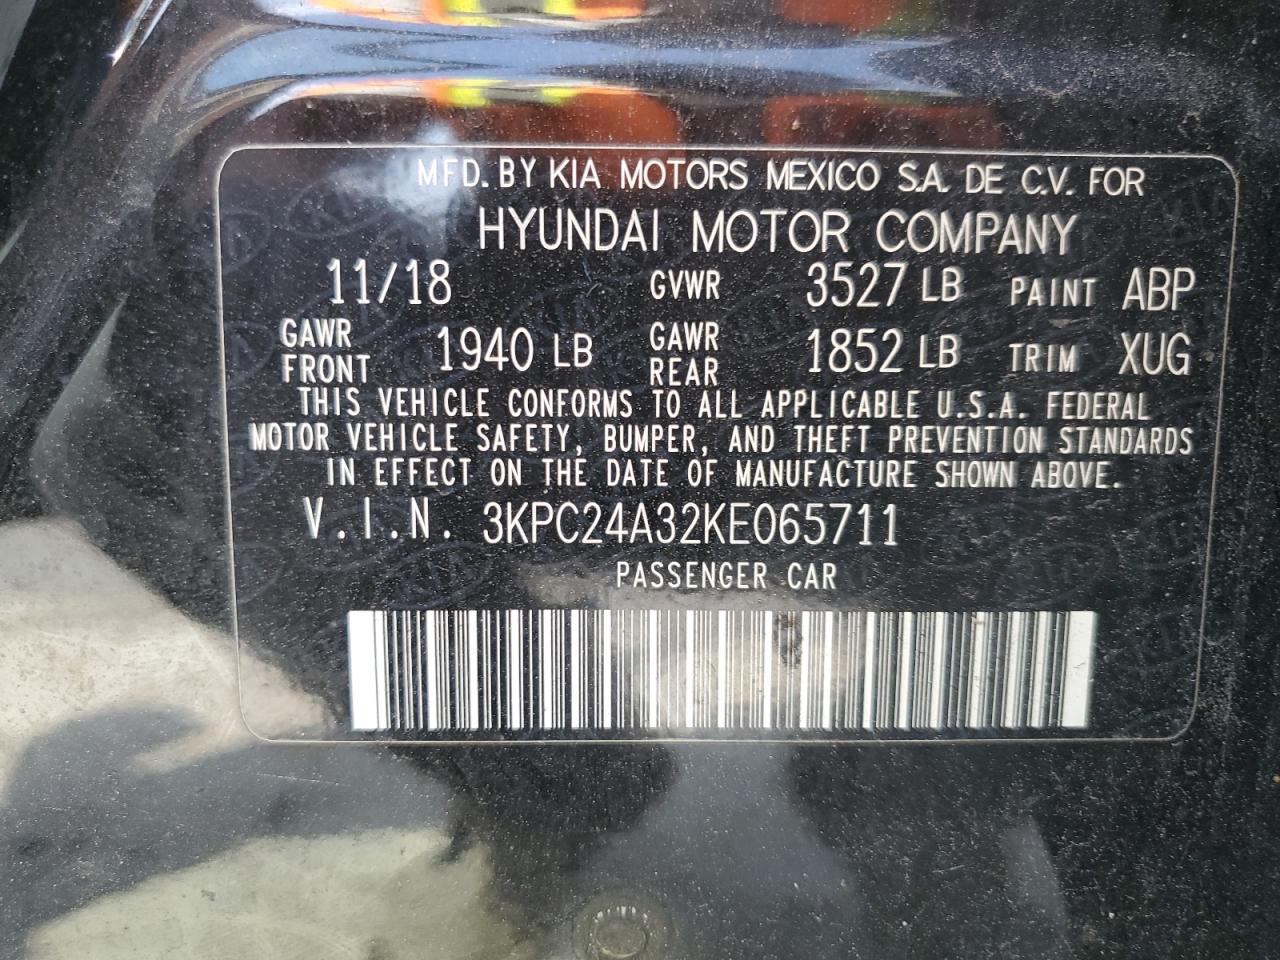 MFD. BY KIA MOTORS MEXICO S.A. DE C.V. FOR
HYUNDAI MOTOR COMPANY
11/18 GVWR 3527 LB PAINT ABP
GAWR FRONT 1940 LB GAWR REAR 1852 LB TRIM XUG
THIS VEHICLE CONFORMS TO ALL APPLICABLE U.S.A. FEDERAL
MOTOR VEHICLE SAFETY, BUMPER, AND THEFT PREVENTION STANDARDS
IN EFFECT ON THE DATE OF MANUFACTURE SHOWN ABOVE.
V.I.N. 3KPC24A32KE065711
PASSENGER CAR